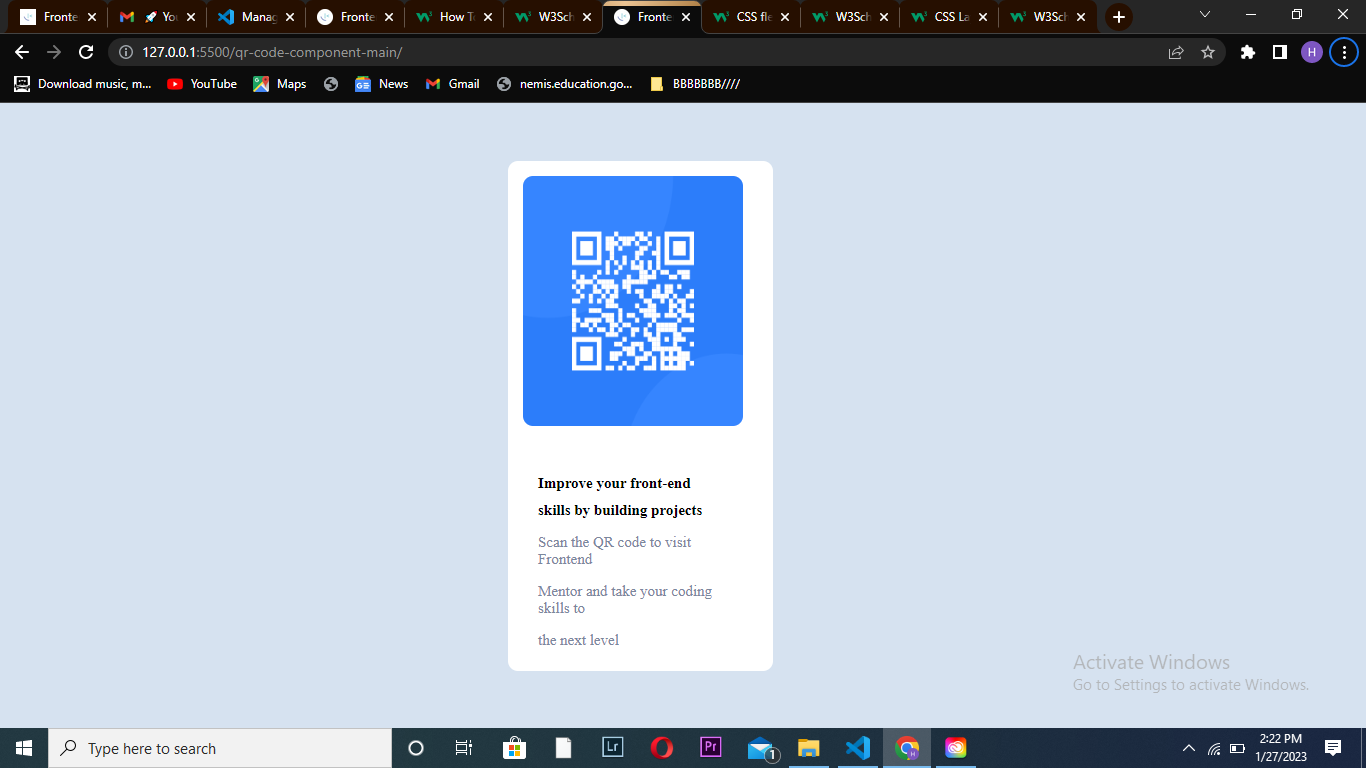 Fronte
You
Manag
Fronte
How To
W3Sch
Fronte
CSS fle
W3Sch
CSS La
W3Sch
127.0.0.1:5500/qr-code-component-main/
H
Download music, m...
YouTube
Maps
News
Gmail
nemis.education.go...
BBBBBBB////
Improve your front-end
skills by building projects
Scan the QR code to visit
Frontend
Mentor and take your coding
skills to
the next level
Activate Windows
Go to Settings to activate Windows.
Type here to search
Lr
Pr
1
2:22 PM
1/27/2023